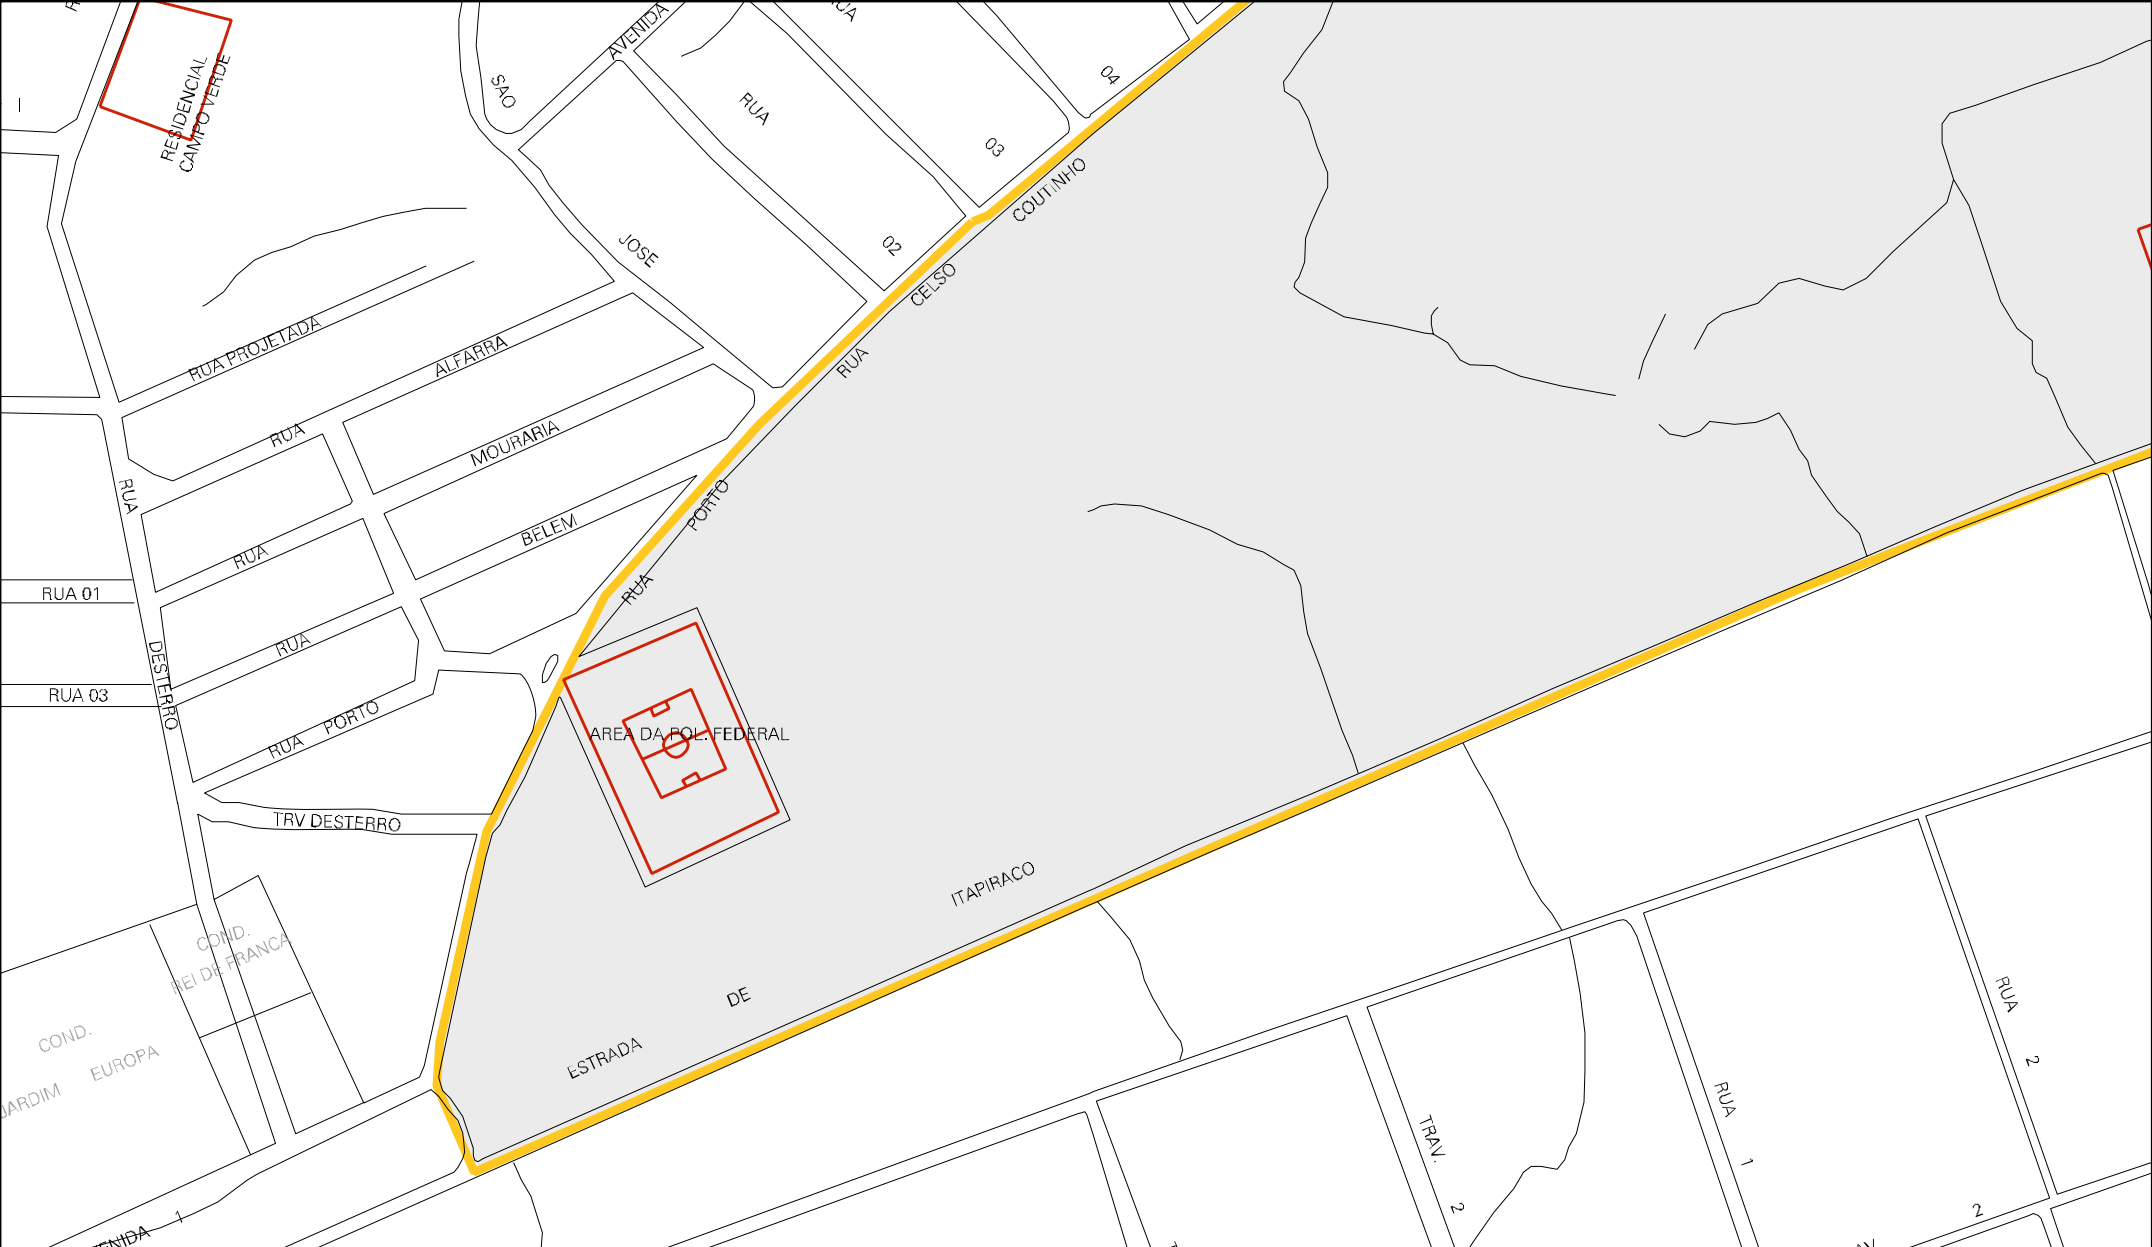 AVENIDA
SAO
RUA
04
03
RESIDENCIAL
CAMPO VERDE
I
JOSE
02
COUTINHO
CELSO
RUA
RUA PROJETADA
ALFARRA
RUA
MOURARIA
RUA
PORTO
BELEM
RUA
RUA
RUA 01
RUA
DESTERRO
RUA 03
RUA PORTO
AREA DA POL. FEDERAL
TRV DESTERRO
ITAPIRACO
DE
ESTRADA
COND.
REI DE FRANCA
COND.
JARDIM EUROPA
RUA
2
RUA
1
TRAV.
2
2
1